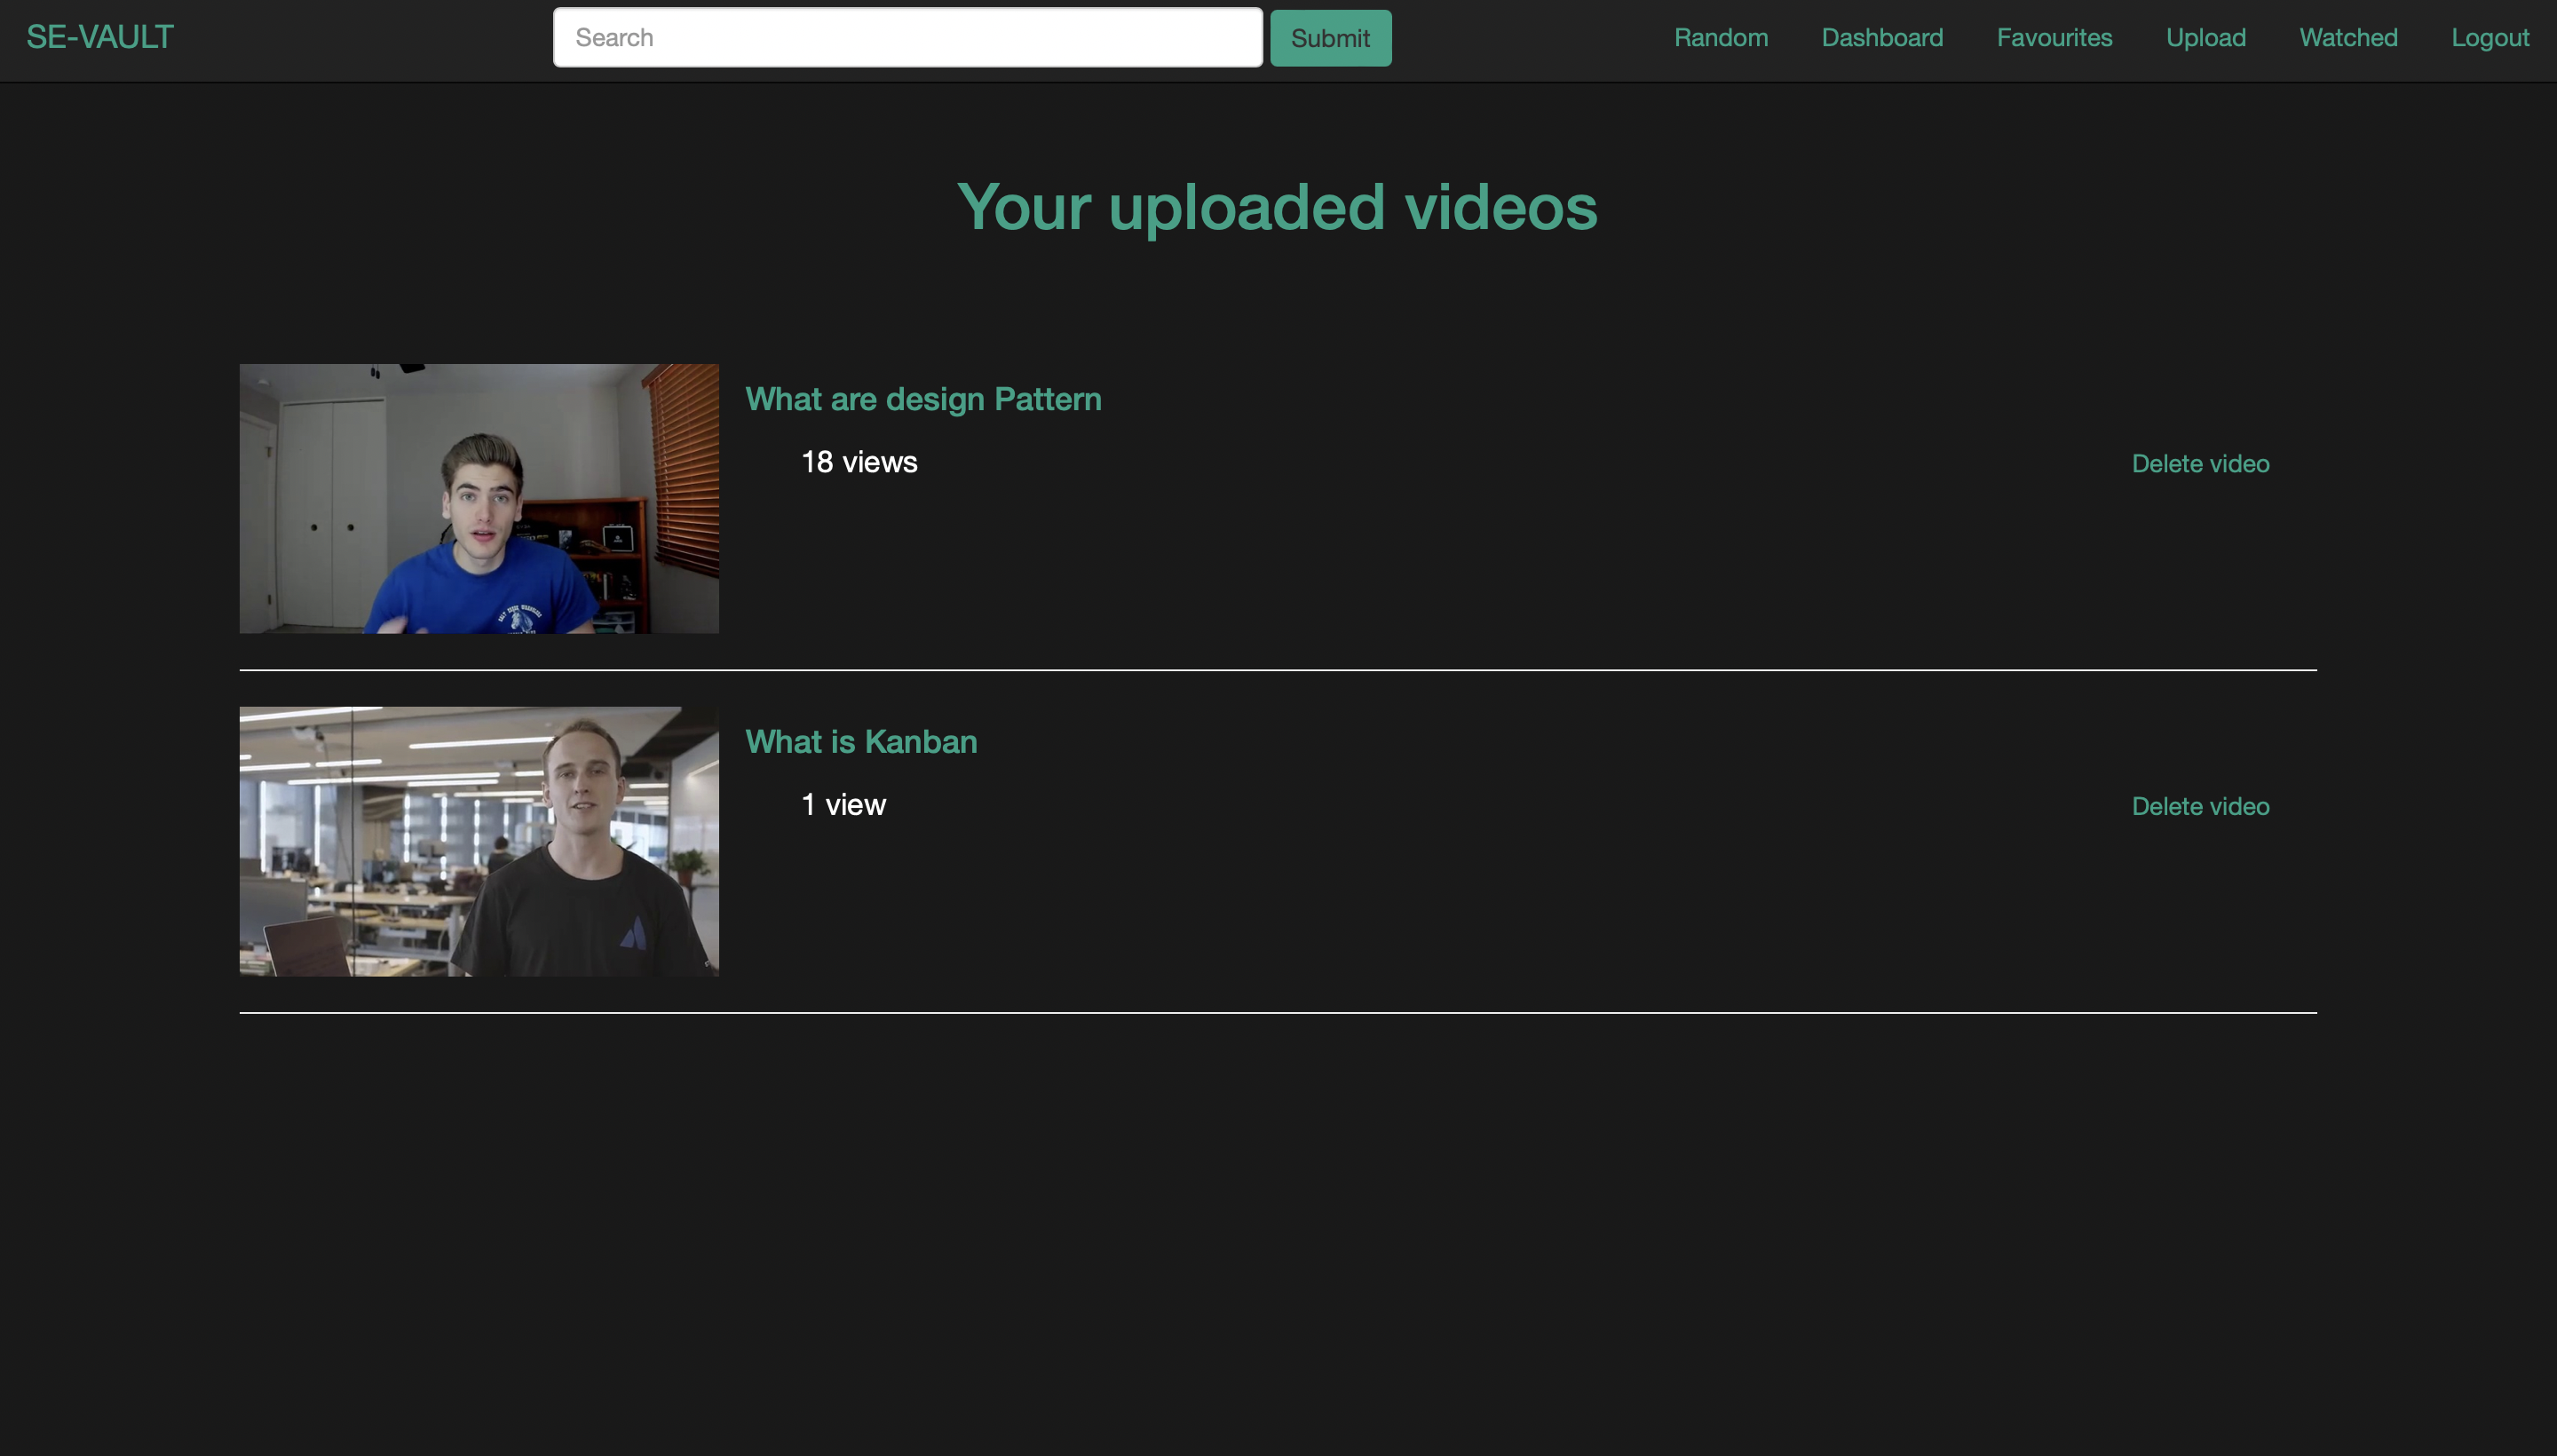 SE-VAULT
Search
Submit
Random
Dashboard
Favourites
Upload
Watched
Logout
Your uploaded videos
What are design Pattern
18 views
Delete video
What is Kanban
1 view
Delete video